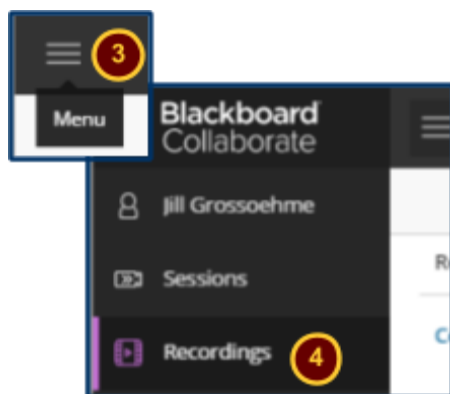 3
Menu
Blackboard
Collaborate
Jill Grossoehme
Sessions
Recordings
4